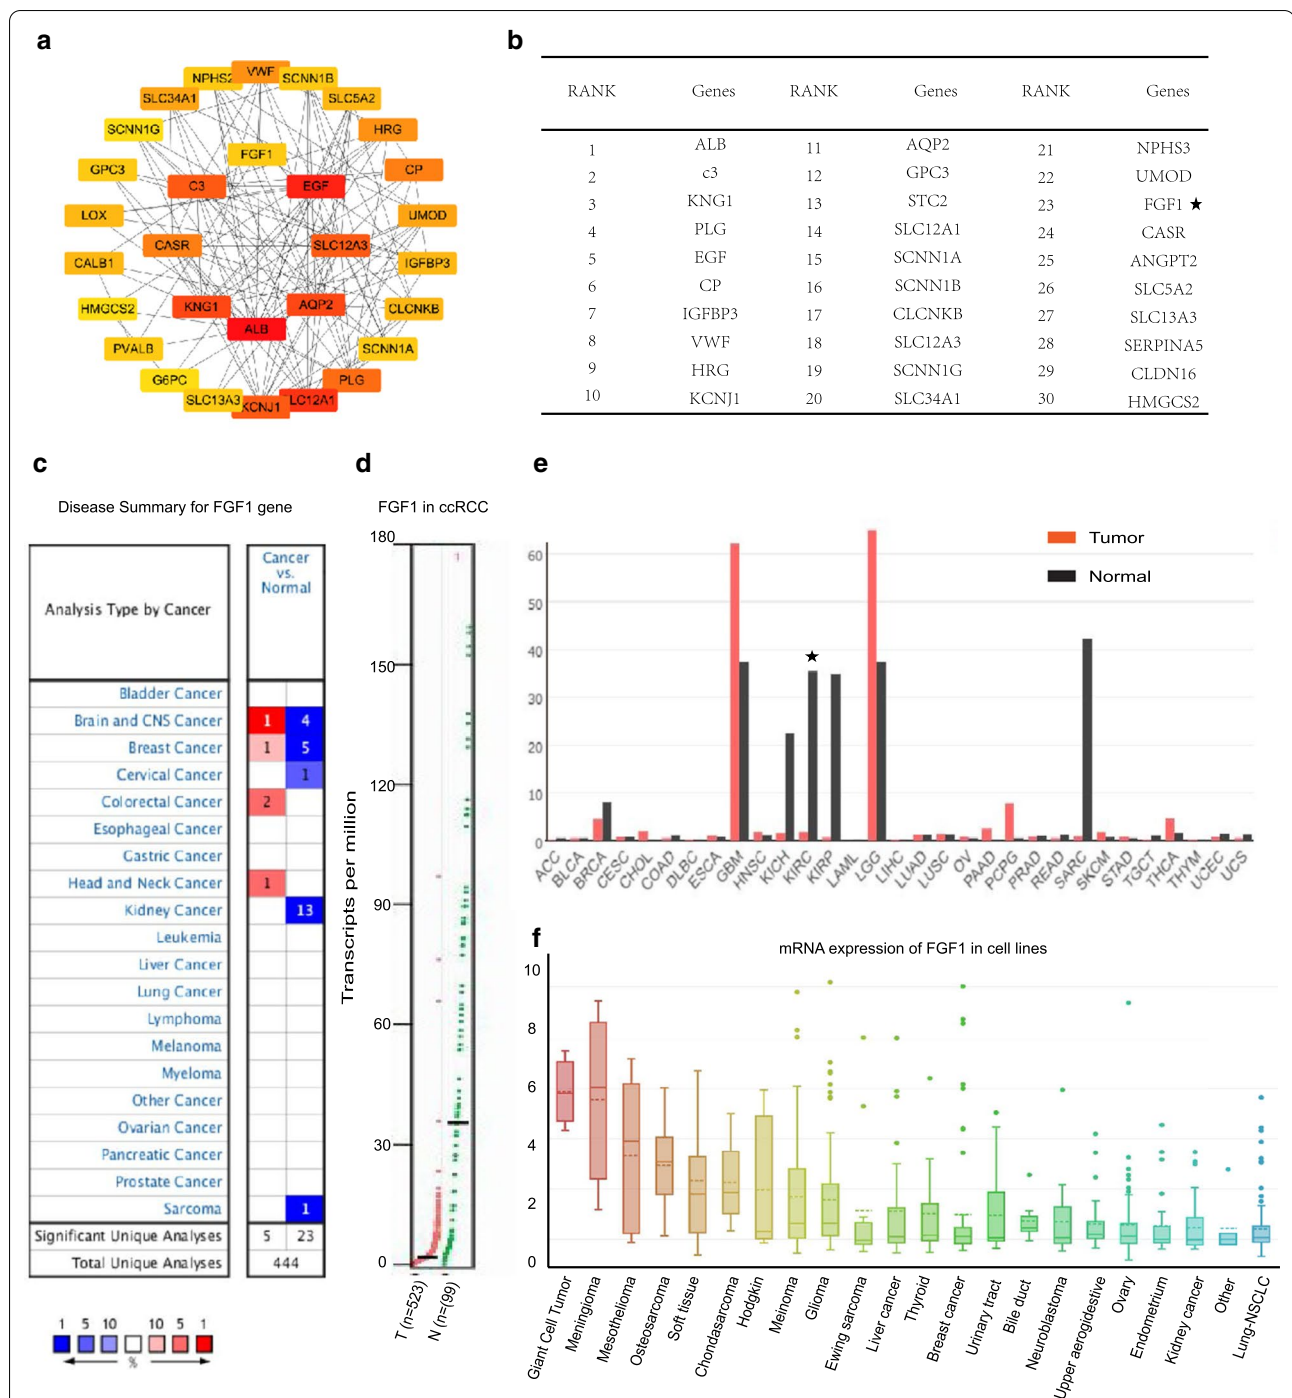 a
NPHS2
VWF
SCNN1B
SLC34A1
SLC5A2
SCNN1G
HRG
FGF1
GPC3
CP
C3
EGF
LOX
UMOD
CASR
SLC12A3
CALB1
IGFBP3
HMGCS2
KNG1
AQP2
CLCNKB
ALB
PVALB
SCNN1A
G6PC
PLG
SLC13A3
KCNJ1
SLC12A1
b
RANK Genes RANK Genes RANK Genes
1 ALB 11 AQP2 21 NPHS3
2 c3 12 GPC3 22 UMOD
3 KNG1 13 STC2 23 FGF1 ★
4 PLG 14 SLC12A1 24 CASR
5 EGF 15 SCNN1A 25 ANGPT2
6 CP 16 SCNN1B 26 SLC5A2
7 IGFBP3 17 CLCNKB 27 SLC13A3
8 VWF 18 SLC12A3 28 SERPINA5
9 HRG 19 SCNN1G 29 CLDN16
10 KCNJ1 20 SLC34A1 30 HMGCS2
c
Disease Summary for FGF1 gene
Analysis Type by Cancer
Cancer
vs.
Normal
Bladder Cancer
Brain and CNS Cancer 1 4
Breast Cancer 1 5
Cervical Cancer 1
Colorectal Cancer 2
Esophageal Cancer
Gastric Cancer
Head and Neck Cancer 1
Kidney Cancer 13
Leukemia
Liver Cancer
Lung Cancer
Lymphoma
Melanoma
Myeloma
Other Cancer
Ovarian Cancer
Pancreatic Cancer
Prostate Cancer
Sarcoma 1
Significant Unique Analyses 5 23
Total Unique Analyses 444
1 5 10 10 5 1
%
d
FGF1 in ccRCC
Transcripts per million
180
150
120
90
60
30
0
1
T (n=523)
N (n=(99)
e
Tumor
Normal
★
60
50
40
30
20
10
0
ACC
BLCA
BRCA
CESC
CHOL
COAD
DLBC
ESCA
GBM
HNSC
KICH
KIRC
KIRP
LAML
LGG
LIHC
LUAD
LUSC
OV
PAAD
PCPG
PRAD
READ
SARC
SKCM
STAD
TGCT
THCA
THYM
UCEC
UCS
f
mRNA expression of FGF1 in cell lines
10
8
6
4
2
0
Giant Cell Tumor
Meningioma
Mesothelioma
Osteosarcoma
Soft tissue
Chondasarcoma
Hodgkin
Meinoma
Glioma
Ewing sarcoma
Liver cancer
Thyroid
Breast cancer
Urinary tract
Bile duct
Neuroblastoma
Upper aerogidestive
Ovary
Endometrium
Kidney cancer
Other
Lung-NSCLC